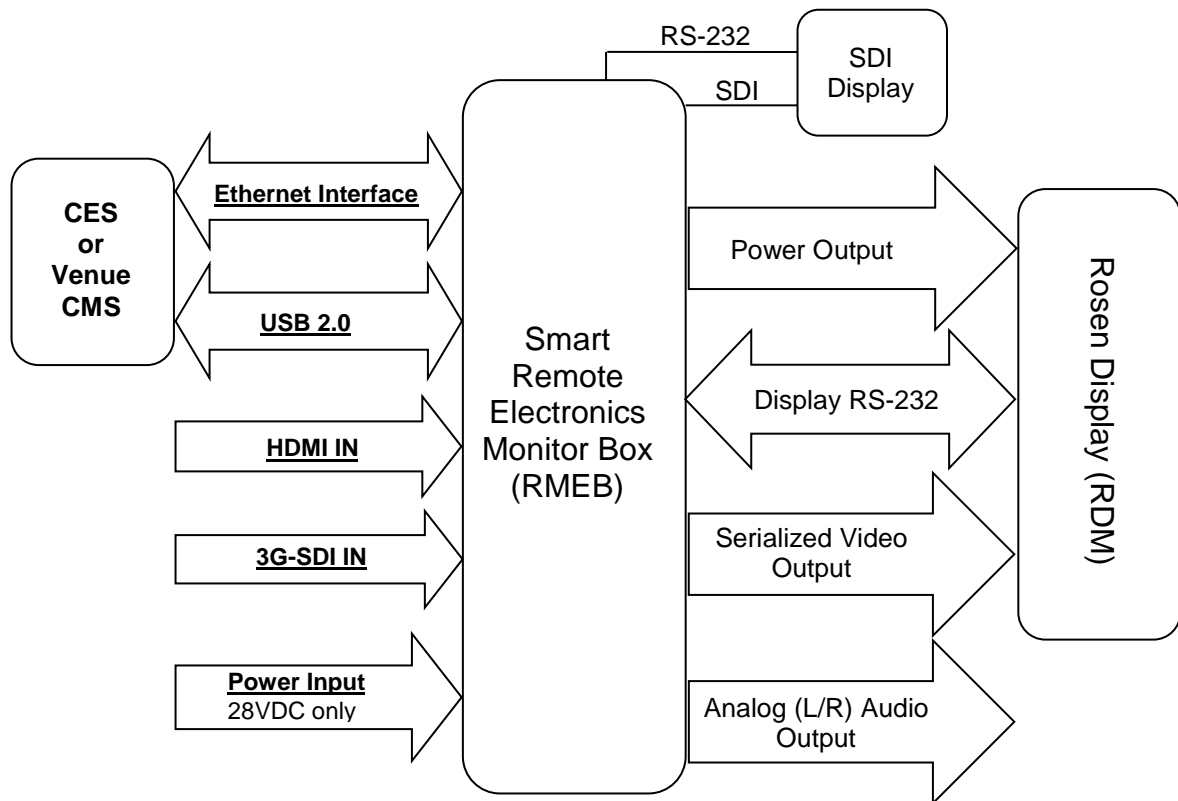 RS-232
SDI
SDI
Display
CES
or
Venue
CMS
Ethernet Interface
USB 2.0
HDMI IN
3G-SDI IN
Power Input
28VDC only
Smart
Remote
Electronics
Monitor Box
(RMEB)
Power Output
Display RS-232
Serialized Video
Output
Analog (L/R) Audio
Output
Rosen Display (RDM)